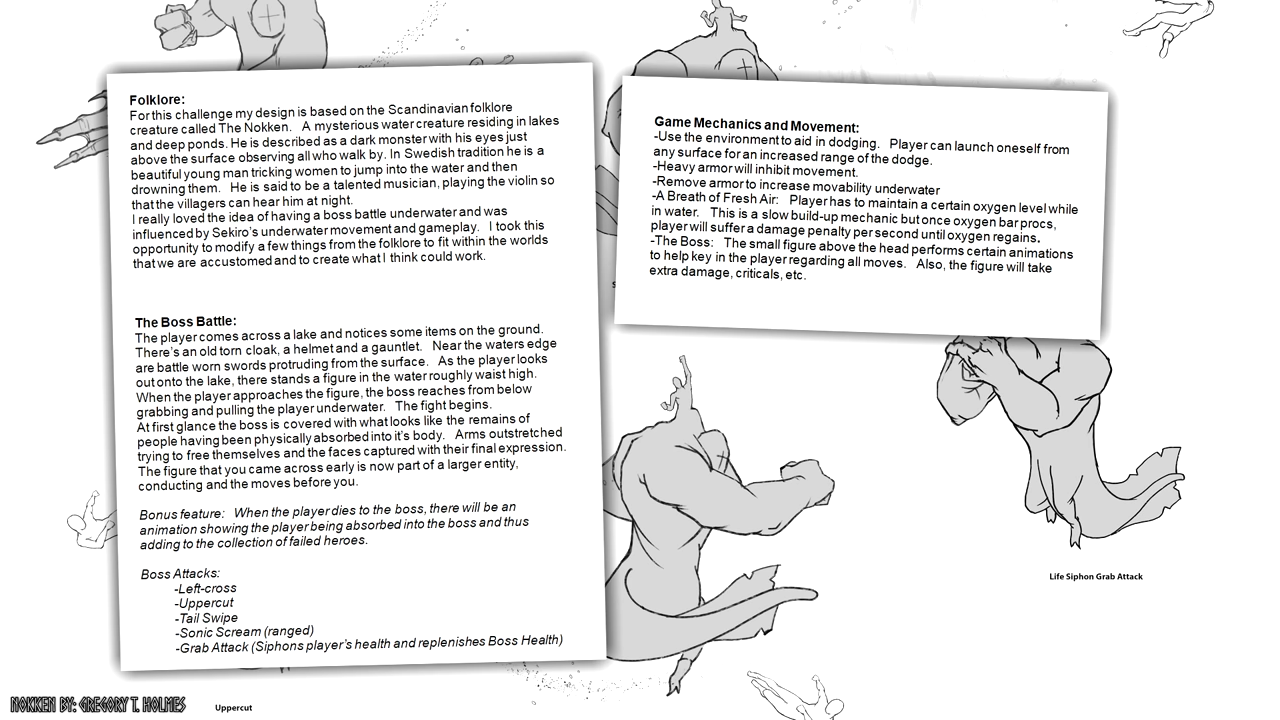 Folklore:
For this challenge my design is based on the Scandinavian folklore
creature called The Nokken. A mysterious water creature residing in lakes
and deep ponds. He is described as a dark monster with his eyes just
above the surface observing all who walk by. In Swedish tradition he is a
beautiful young man tricking women to jump into the water and then
drowning them. He is said to be a talented musician, playing the violin so
that the villagers can hear him at night.
I really loved the idea of having a boss battle underwater and was
influenced by Sekiro's underwater movement and gameplay. I took this
opportunity to modify a few things from the folklore to fit within the worlds
that we are accustomed and to create what I think could work.
The Boss Battle:
The player comes across a lake and notices some items on the ground.
There's an old torn cloak, a helmet and a gauntlet. Near the waters edge
are battle worn swords protruding from the surface. As the player looks
out onto the lake, there stands a figure in the water roughly waist high.
When the player approaches the figure, the boss reaches from below
grabbing and pulling the player underwater. The fight begins.
At first glance the boss is covered with what looks like the remains of
people having been physically absorbed into it's body. Arms outstretched
trying to free themselves and the faces captured with their final expression.
The figure that you came across early is now part of a larger entity,
conducting and the moves before you.
Bonus feature: When the player dies to the boss, there will be an
animation showing the player being absorbed into the boss and thus
adding to the collection of failed heroes.
Boss Attacks:
-Left-cross
-Uppercut
-Tail Swipe
-Sonic Scream (ranged)
-Grab Attack (Siphons player's health and replenishes Boss Health)
Game Mechanics and Movement:
-Use the environment to aid in dodging. Player can launch oneself from
any surface for an increased range of the dodge.
-Heavy armor will inhibit movement.
-Remove armor to increase movability underwater
-A Breath of Fresh Air: Player has to maintain a certain oxygen level while
in water. This is a slow build-up mechanic but once oxygen bar procs,
player will suffer a damage penalty per second until oxygen regains.
-The Boss: The small figure above the head performs certain animations
to help key in the player regarding all moves. Also, the figure will take
extra damage, criticals, etc.
Life Siphon Grab Attack
NOKKEN BY: GREGORY T. HOLMES
Uppercut